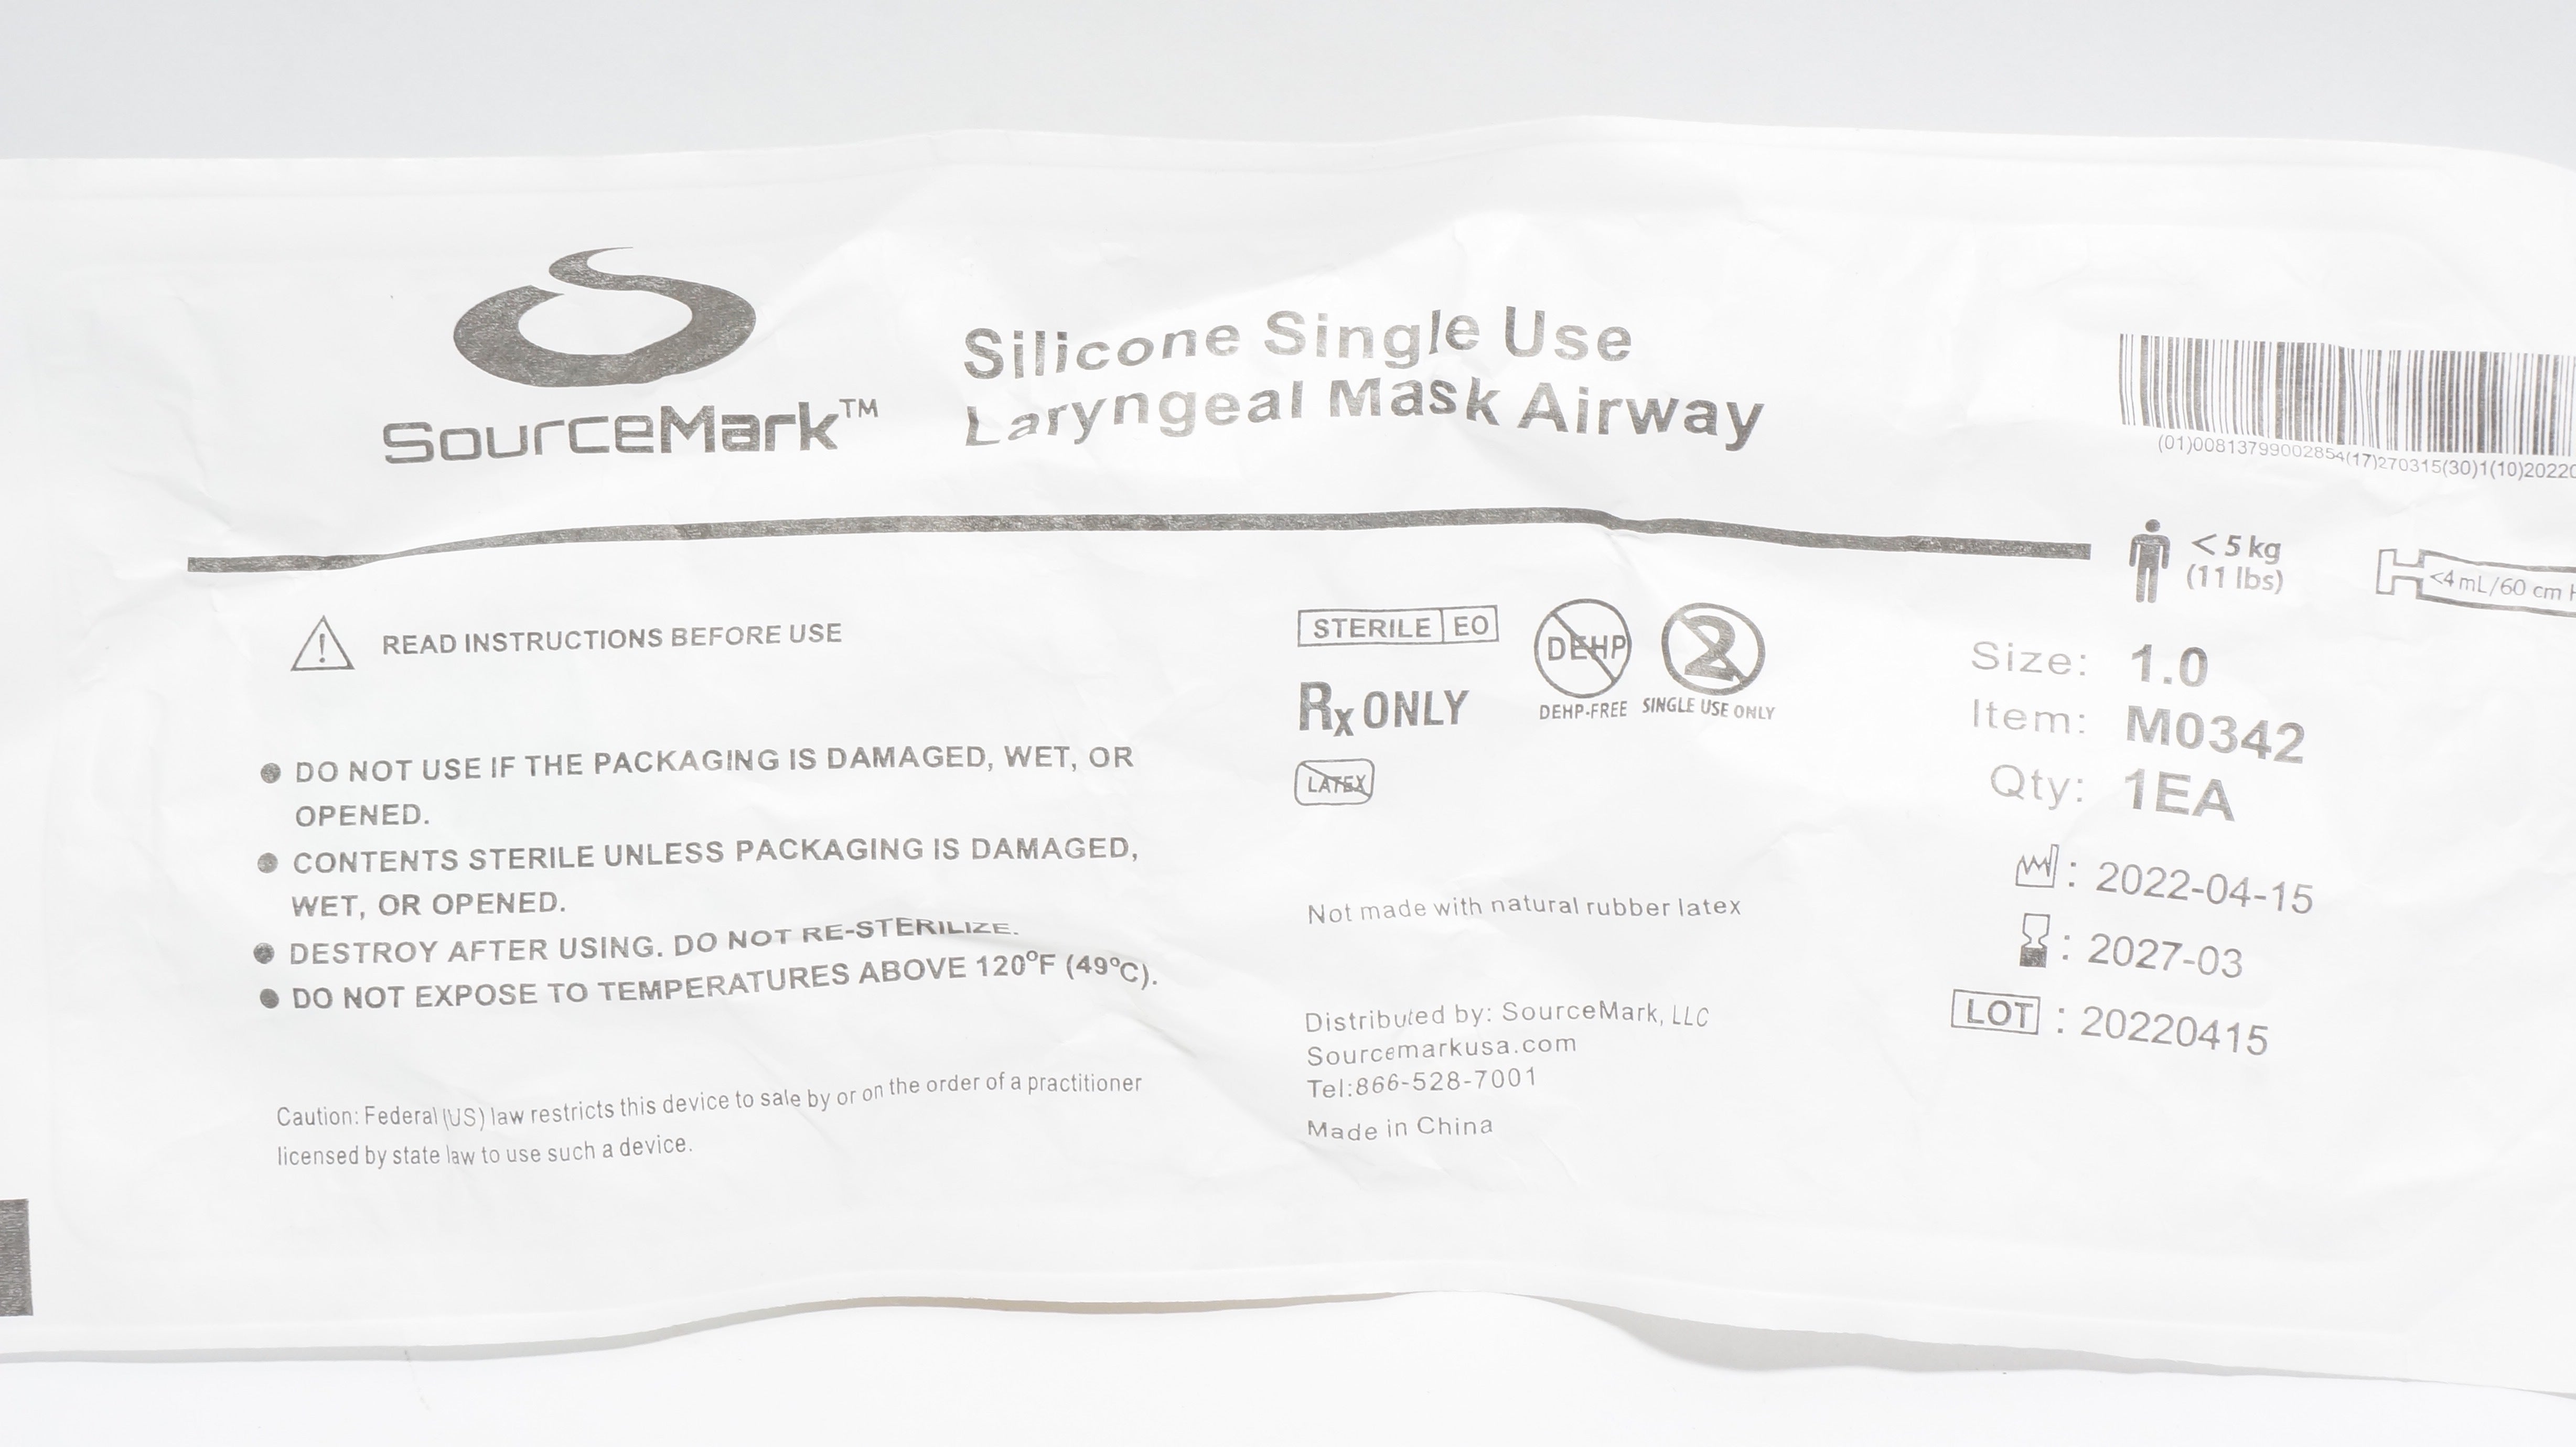 SourceMark™
Silicone Single Use
Laryngeal Mask Airway
(01)00813799002854(17)270315(30)1(10)20220
< 5 kg
(11 lbs)
<4 mL/60 cm H
READ INSTRUCTIONS BEFORE USE
● DO NOT USE IF THE PACKAGING IS DAMAGED, WET, OR
OPENED.
● CONTENTS STERILE UNLESS PACKAGING IS DAMAGED,
WET, OR OPENED.
● DESTROY AFTER USING. DO NOT RE-STERILIZE.
● DO NOT EXPOSE TO TEMPERATURES ABOVE 120°F (49°C).
Caution: Federal (US) law restricts this device to sale by or on the order of a practitioner
licensed by state law to use such a device.
STERILE EO
DEHP
2
DEHP-FREE
SINGLE USE ONLY
Rx ONLY
LATEX
Not made with natural rubber latex
Distributed by: SourceMark, LLC
Sourcemarkusa.com
Tel:866-528-7001
Made in China
Size: 1.0
Item: M0342
Qty: 1EA
: 2022-04-15
: 2027-03
LOT : 20220415